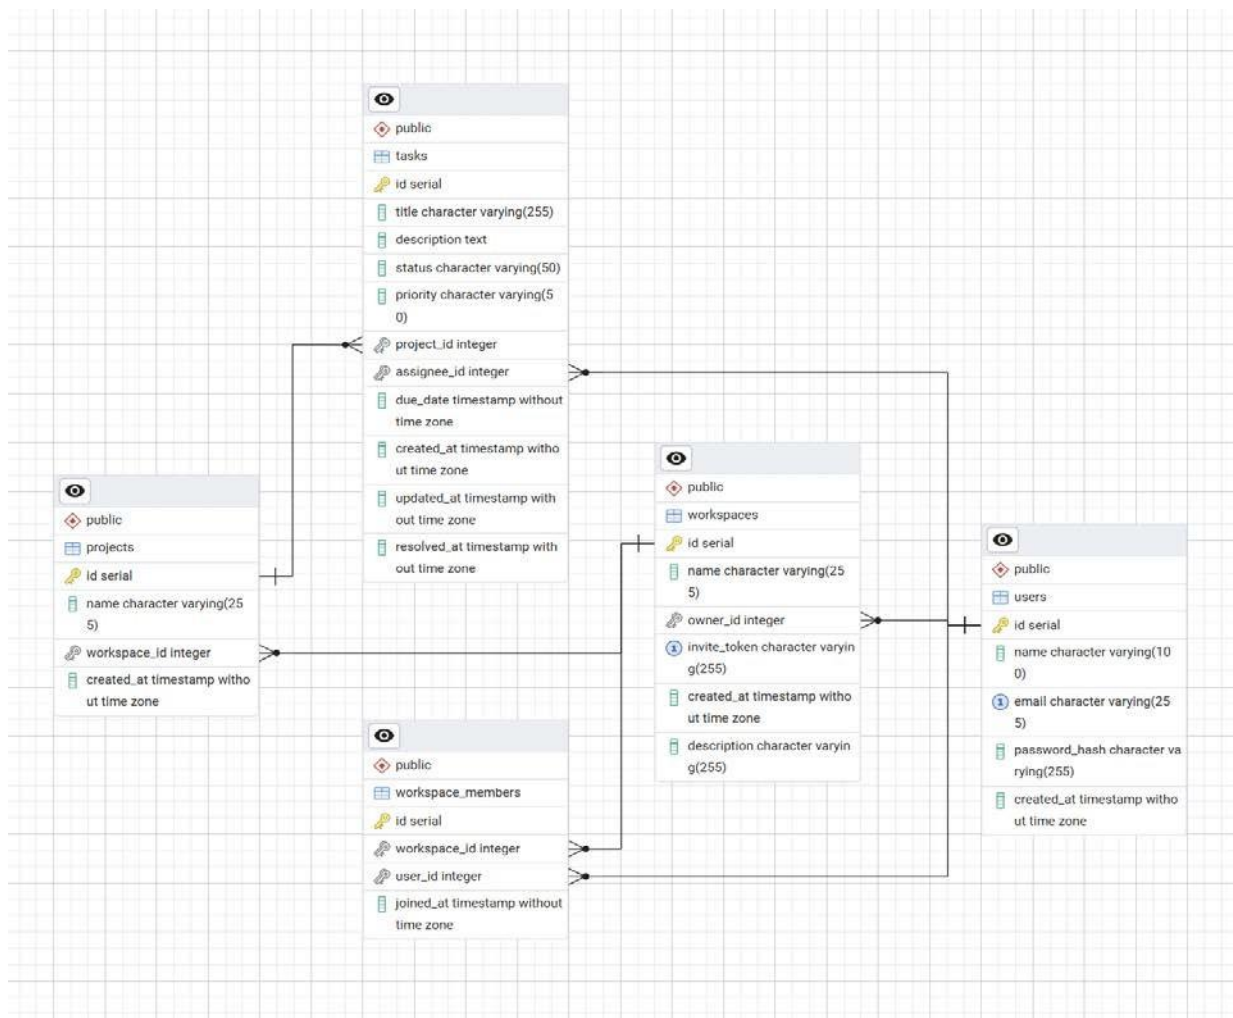 public
tasks
id serial
title character varying(255)
description text
status character varying(50)
priority character varying(5
0)
project_id integer
assignee_id integer
due_date timestamp without
time zone
created_at timestamp witho
ut time zone
updated_at timestamp with
out time zone
resolved_at timestamp with
out time zone
public
projects
id serial
name character varying(25
5)
workspace_id integer
created_at timestamp witho
ut time zone
public
workspaces
id serial
name character varying(25
5)
owner_id integer
1
invite_token character varyin
g(255)
created_at timestamp witho
ut time zone
description character varyin
g(255)
public
users
id serial
name character varying(10
0)
1
email character varying(25
5)
password_hash character va
rying(255)
created_at timestamp witho
ut time zone
public
workspace_members
id serial
workspace_id integer
user_id integer
joined_at timestamp without
time zone